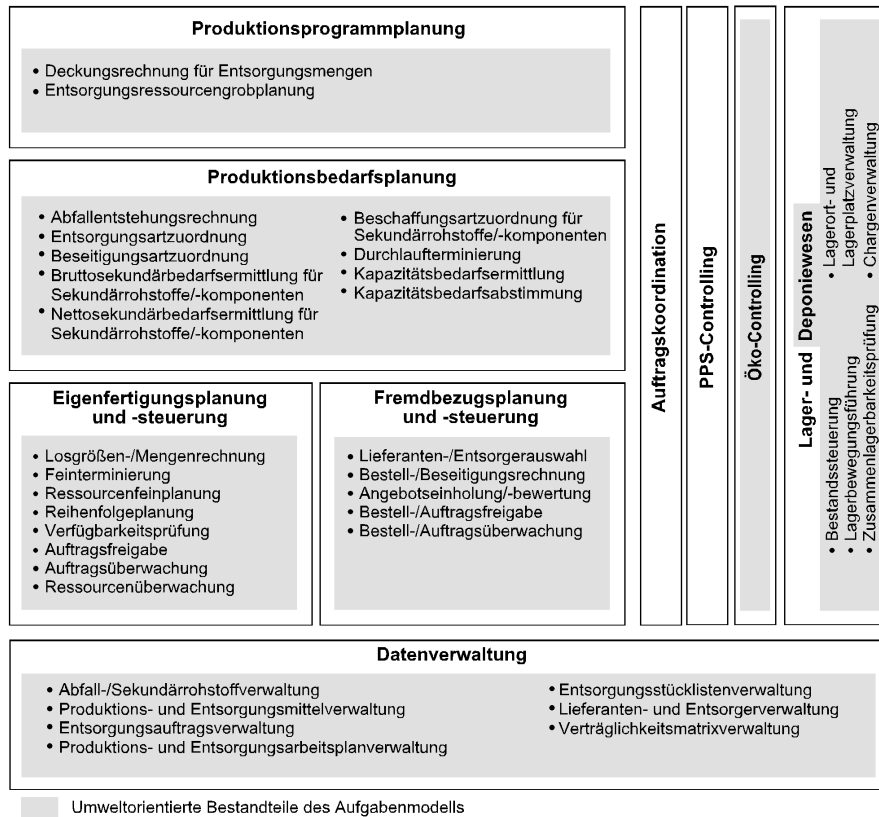 Produktionsprogrammplanung
• Deckungsrechnung für Entsorgungsmengen
• Entsorgungsressourcengrobplanung
Produktionsbedarfsplanung
• Abfallentstehungsrechnung
• Entsorgungsartzuordnung
• Beseitigungsartzuordnung
• Bruttosekundärbedarfsermittlung für
Sekundärrohstoffe/-komponenten
• Nettosekundärbedarfsermittlung für
Sekundärrohstoffe/-komponenten
• Beschaffungsartzuordnung für
Sekundärrohstoffe/-komponenten
• Durchlaufterminierung
• Kapazitätsbedarfsermittlung
• Kapazitätsbedarfsabstimmung
Eigenfertigungsplanung
und -steuerung
• Losgrößen-/Mengenrechnung
• Feinterminierung
• Ressourcenfeinplanung
• Reihenfolgeplanung
• Verfügbarkeitsprüfung
• Auftragsfreigabe
• Auftragsüberwachung
• Ressourcenüberwachung
Fremdbezugsplanung
und -steuerung
• Lieferanten-/Entsorgerauswahl
• Bestell-/Beseitigungsrechnung
• Angebotseinholung/-bewertung
• Bestell-/Auftragsfreigabe
• Bestell-/Auftragsüberwachung
Auftragskoordination
PPS-Controlling
Öko-Controlling
Lager- und Deponiewesen
• Bestandssteuerung
• Lagerbewegungsführung
• Zusammenlagerbarkeitsprüfung
• Lagerort- und
Lagerplatzverwaltung
• Chargenverwaltung
Datenverwaltung
• Abfall-/Sekundärrohstoffverwaltung
• Produktions- und Entsorgungsmittelverwaltung
• Entsorgungsauftragsverwaltung
• Produktions- und Entsorgungsarbeitsplanverwaltung
• Entsorgungsstücklistenverwaltung
• Lieferanten- und Entsorgerverwaltung
• Verträglichkeitsmatrixverwaltung
Umweltorientierte Bestandteile des Aufgabenmodells